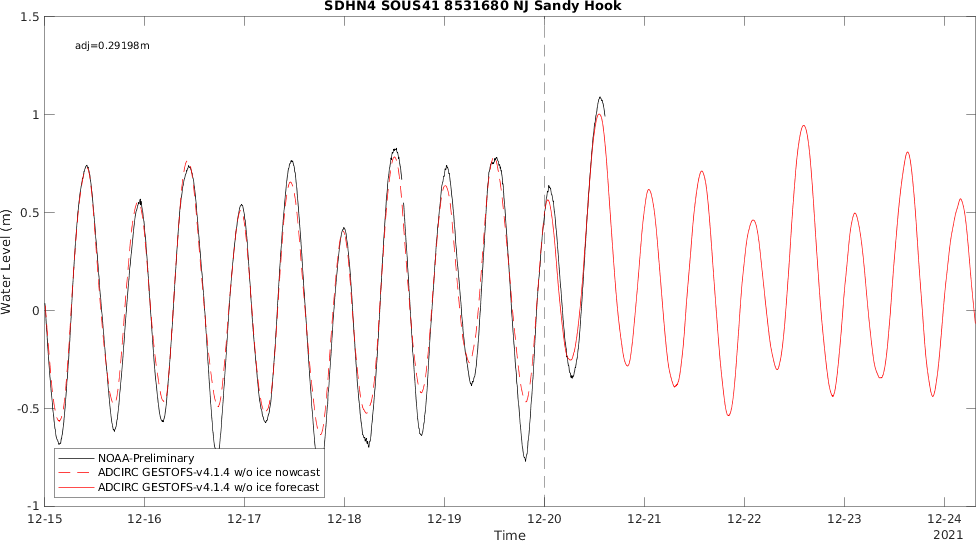 SDHN4 SOUS41 8531680 NJ Sandy Hook
1.5
adj=0.29198m
1
0.5
Water Level (m)
0
-0.5
NOAA-Preliminary
ADCIRC GESTOFS-v4.1.4 w/o ice nowcast
ADCIRC GESTOFS-v4.1.4 w/o ice forecast
-1
12-15 12-16 12-17 12-18 12-19 12-20 12-21 12-22 12-23 12-24
Time
2021